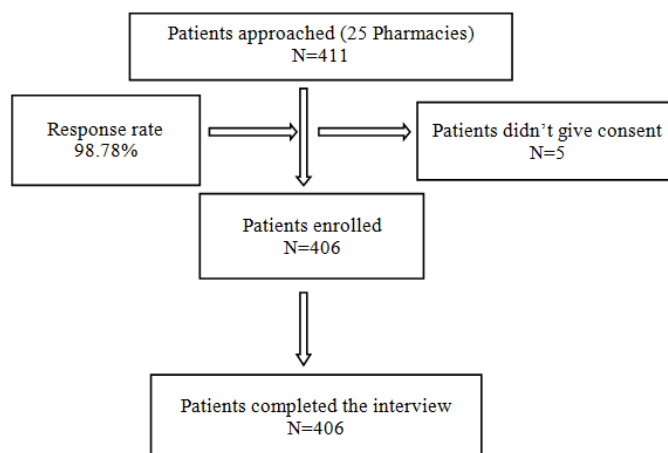 Patients approached (25 Pharmacies)
N=411
Response rate
98.78%
Patients didn’t give consent
N=5
Patients enrolled
N=406
Patients completed the interview
N=406